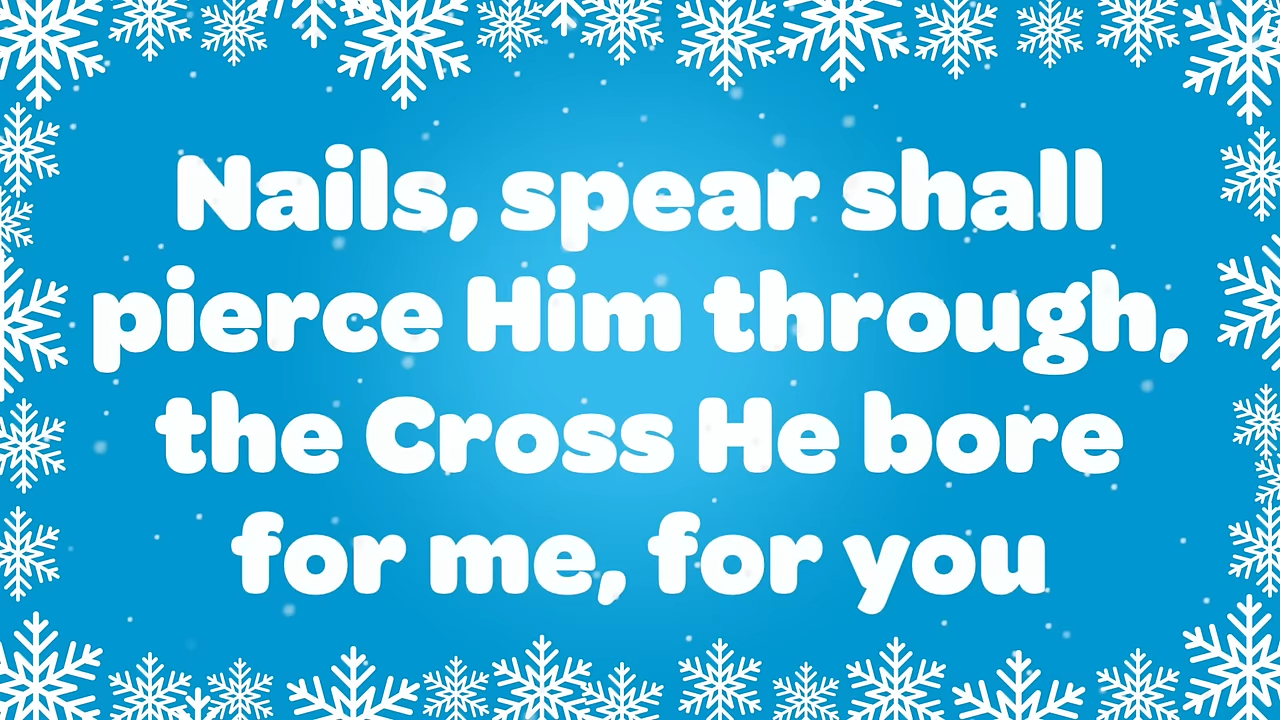 Nails, spear shall
pierce Him through,
the Cross He bore
for me, for you